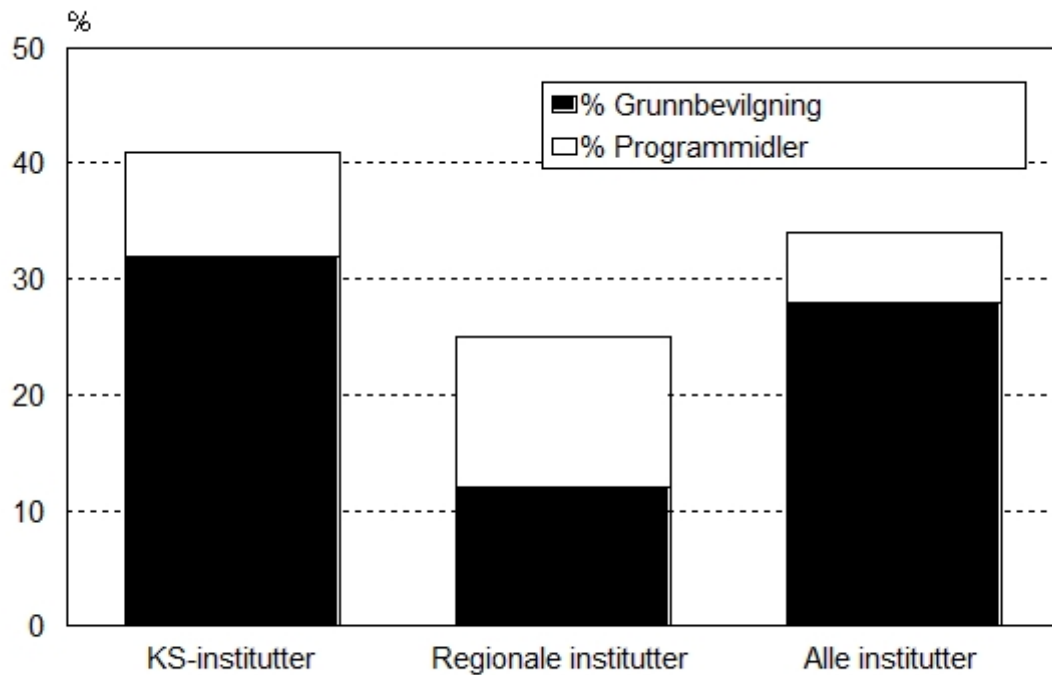 %
50
40
30
20
10
0
% Grunnbevilgning
% Programmidler
KS-institutter
Regionale institutter
Alle institutter